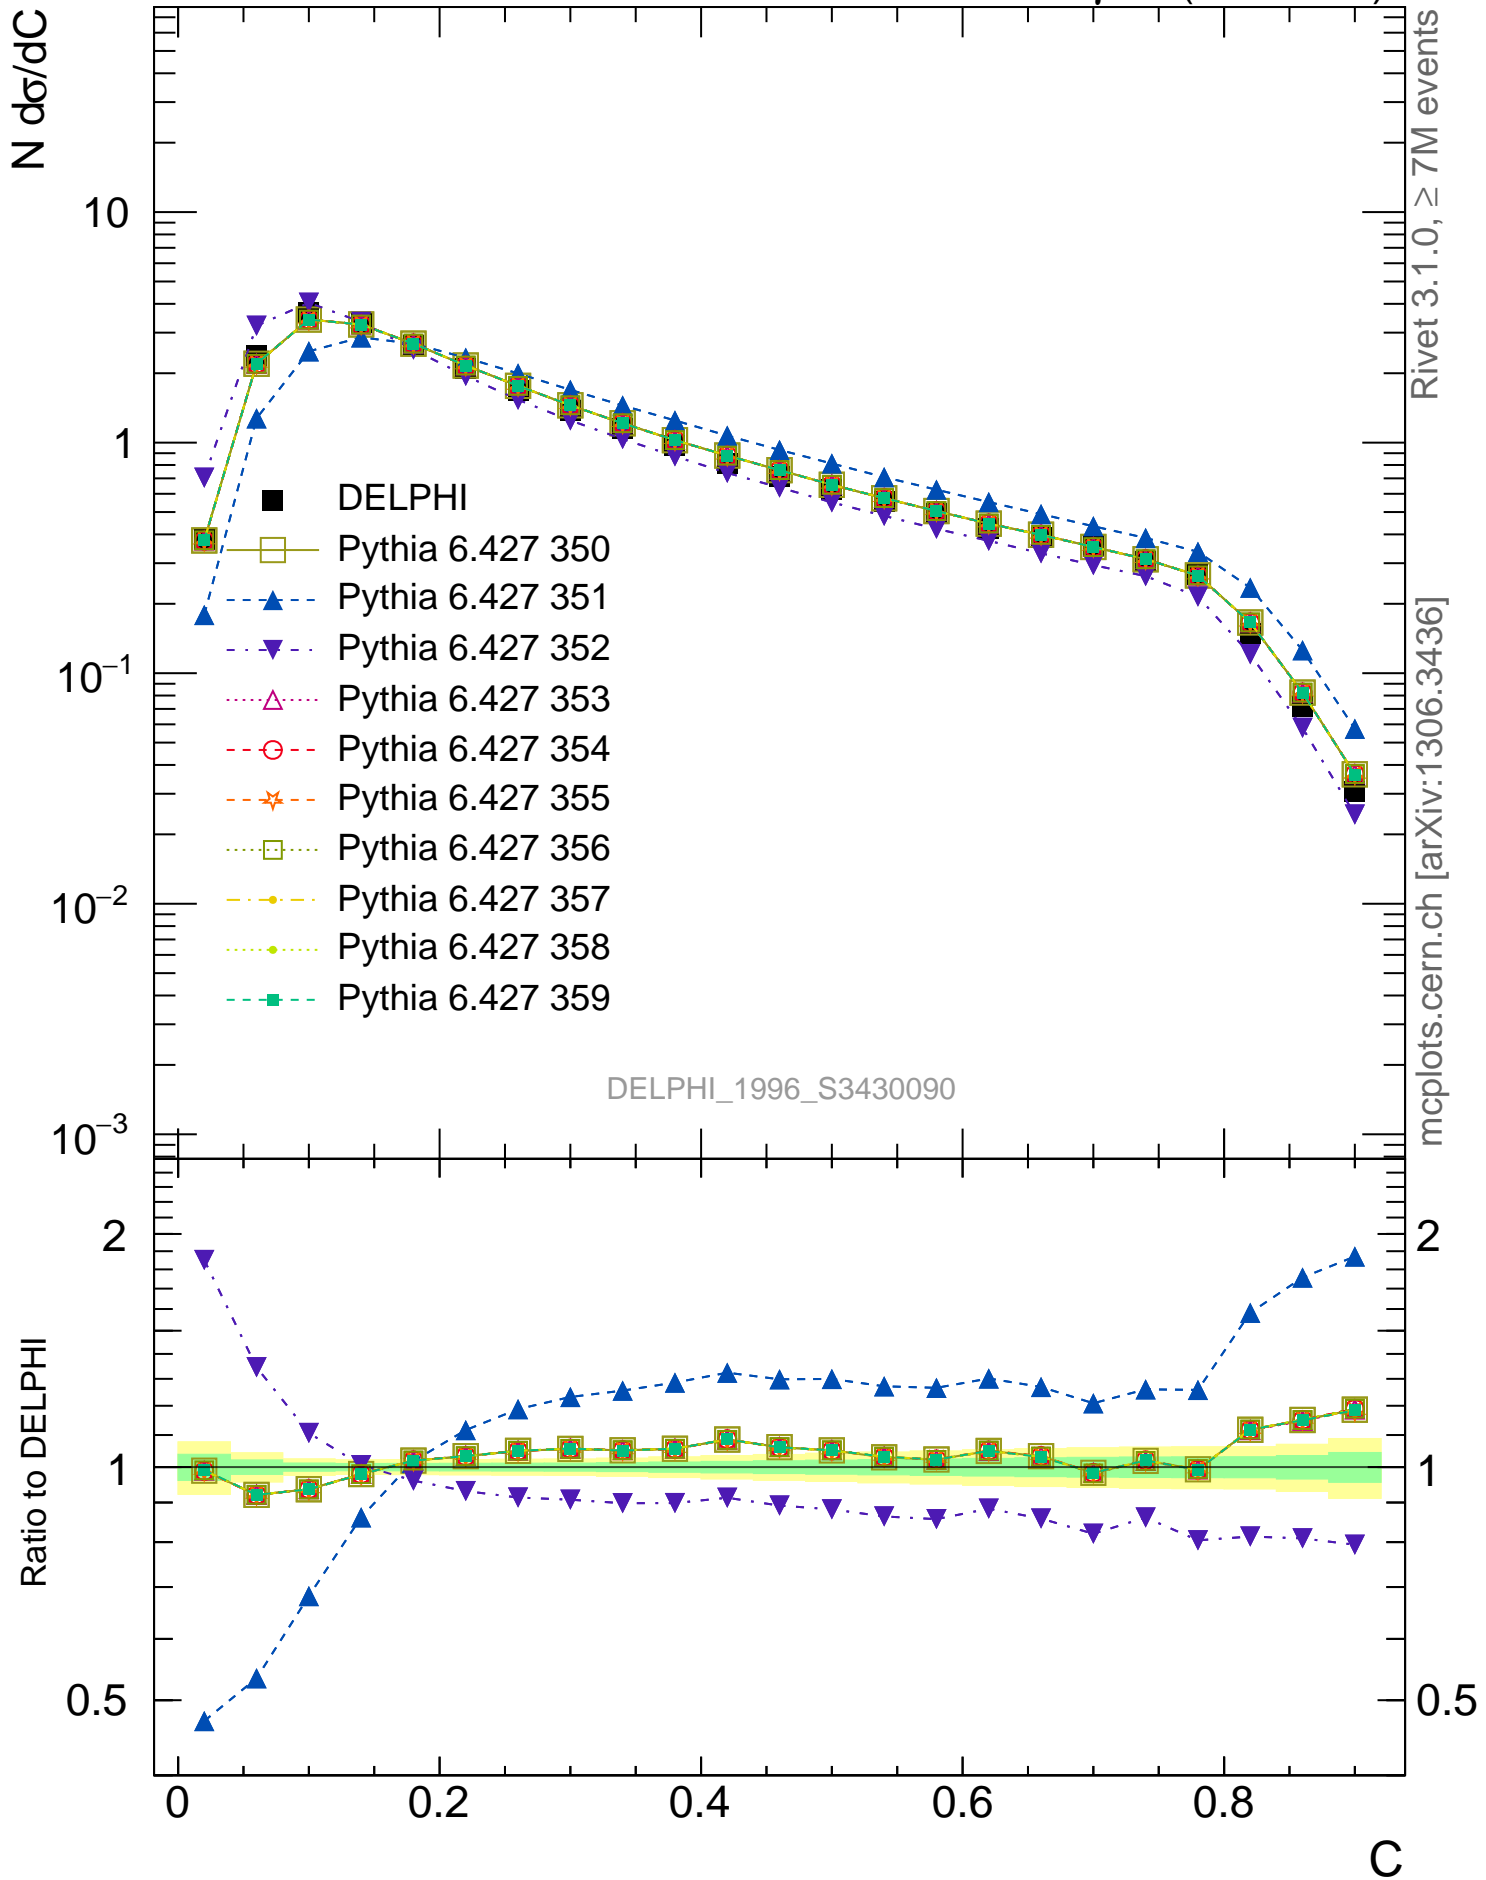 N dσ/dC
10
1
10⁻¹
10⁻²
10⁻³
DELPHI
Pythia 6.427 350
Pythia 6.427 351
Pythia 6.427 352
Pythia 6.427 353
Pythia 6.427 354
Pythia 6.427 355
Pythia 6.427 356
Pythia 6.427 357
Pythia 6.427 358
Pythia 6.427 359
DELPHI_1996_S3430090
Rivet 3.1.0, ≥ 7M events
mcplots.cern.ch [arXiv:1306.3436]
Ratio to DELPHI
2
1
0.5
2
1
0.5
0
0.2
0.4
0.6
0.8
C